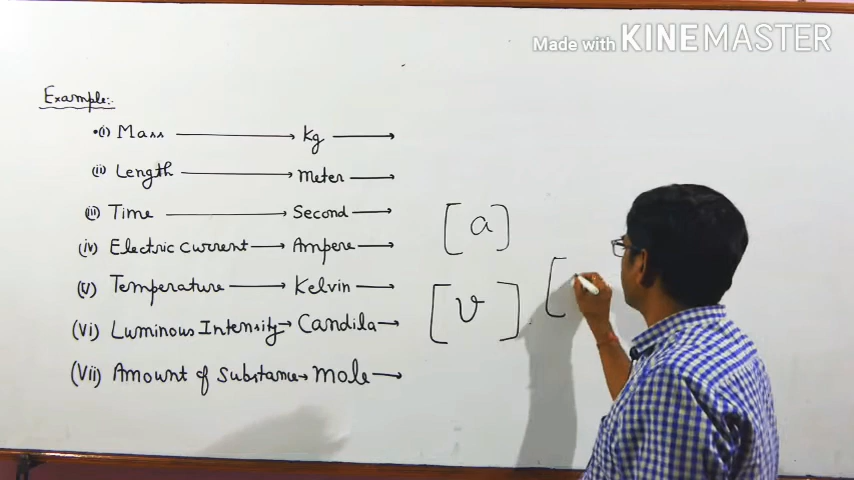 Made with KINEMASTER
Example:-
(i) Mass → kg →
(ii) Length → meter →
(iii) Time → Second →
(iv) Electric current → Ampere →
(v) Temperature → Kelvin →
(Vi) Luminous Intensity → Candila →
(Vii) Amount of Substance → mole →
[a]
[v] [